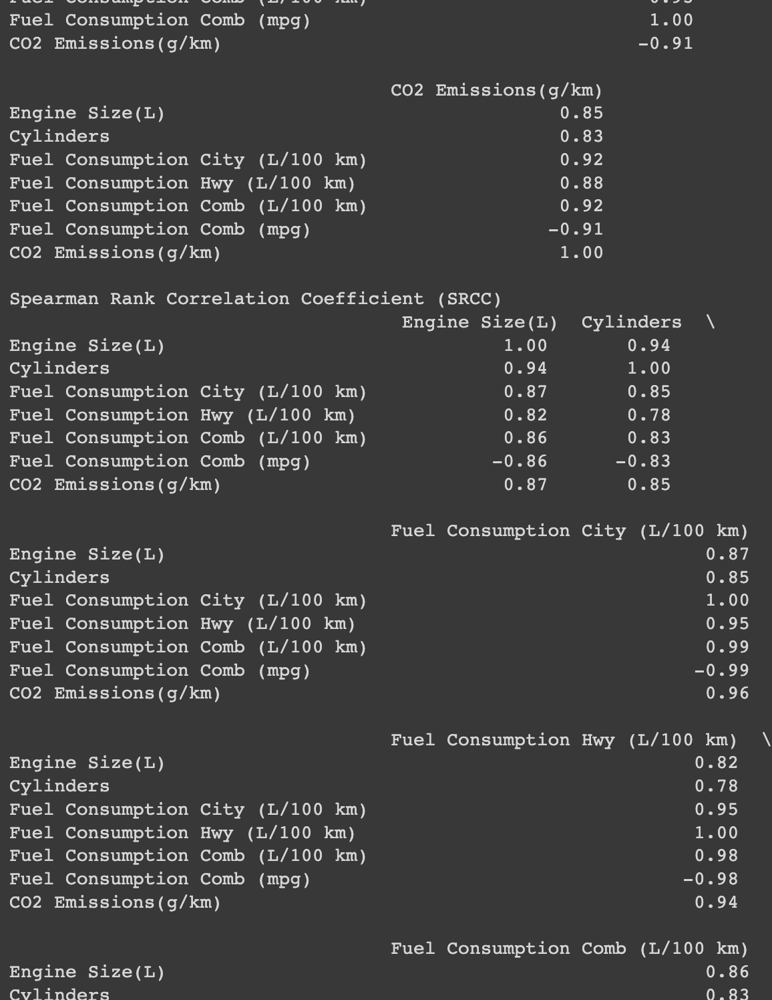 Fuel Consumption Comb (L/100 km) 0.93
Fuel Consumption Comb (mpg) 1.00
CO2 Emissions(g/km) -0.91
CO2 Emissions(g/km)
Engine Size(L) 0.85
Cylinders 0.83
Fuel Consumption City (L/100 km) 0.92
Fuel Consumption Hwy (L/100 km) 0.88
Fuel Consumption Comb (L/100 km) 0.92
Fuel Consumption Comb (mpg) -0.91
CO2 Emissions(g/km) 1.00
Spearman Rank Correlation Coefficient (SRCC)
Engine Size(L) Cylinders \
Engine Size(L) 1.00 0.94
Cylinders 0.94 1.00
Fuel Consumption City (L/100 km) 0.87 0.85
Fuel Consumption Hwy (L/100 km) 0.82 0.78
Fuel Consumption Comb (L/100 km) 0.86 0.83
Fuel Consumption Comb (mpg) -0.86 -0.83
CO2 Emissions(g/km) 0.87 0.85
Fuel Consumption City (L/100 km)
Engine Size(L) 0.87
Cylinders 0.85
Fuel Consumption City (L/100 km) 1.00
Fuel Consumption Hwy (L/100 km) 0.95
Fuel Consumption Comb (L/100 km) 0.99
Fuel Consumption Comb (mpg) -0.99
CO2 Emissions(g/km) 0.96
Fuel Consumption Hwy (L/100 km) \
Engine Size(L) 0.82
Cylinders 0.78
Fuel Consumption City (L/100 km) 0.95
Fuel Consumption Hwy (L/100 km) 1.00
Fuel Consumption Comb (L/100 km) 0.98
Fuel Consumption Comb (mpg) -0.98
CO2 Emissions(g/km) 0.94
Fuel Consumption Comb (L/100 km)
Engine Size(L) 0.86
Cylinders 0.83